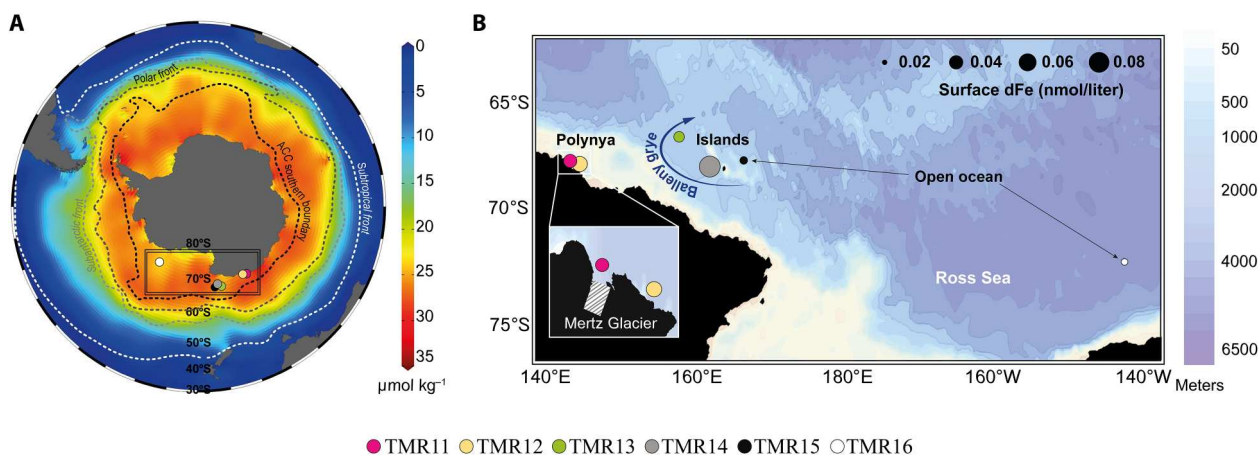 A
Polar front
ACC southern boundary
Subantarctic front
Subtropical front
80°S
70°S
60°S
50°S
40°S
30°S
0
5
10
15
20
25
30
35
µmol kg⁻¹
B
0.02 0.04 0.06 0.08
Surface dFe (nmol/liter)
65°S
70°S
75°S
Polynya
Islands
Balleny grye
Open ocean
Ross Sea
Mertz Glacier
140°E 160°E 180°E 160°W 140°W
50
500
1000
2000
4000
6500
Meters
TMR11 TMR12 TMR13 TMR14 TMR15 TMR16